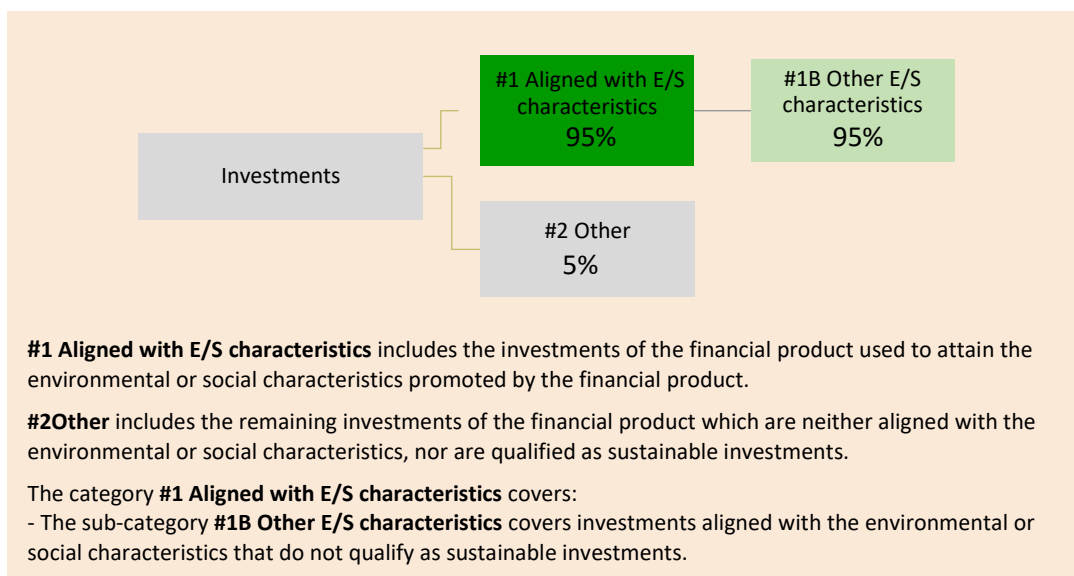 #1 Aligned with E/S
characteristics
95%
#1B Other E/S
characteristics
95%
Investments
#2 Other
5%
#1 Aligned with E/S characteristics includes the investments of the financial product used to attain the
environmental or social characteristics promoted by the financial product.
#2Other includes the remaining investments of the financial product which are neither aligned with the
environmental or social characteristics, nor are qualified as sustainable investments.
The category #1 Aligned with E/S characteristics covers:
- The sub-category #1B Other E/S characteristics covers investments aligned with the environmental or
social characteristics that do not qualify as sustainable investments.